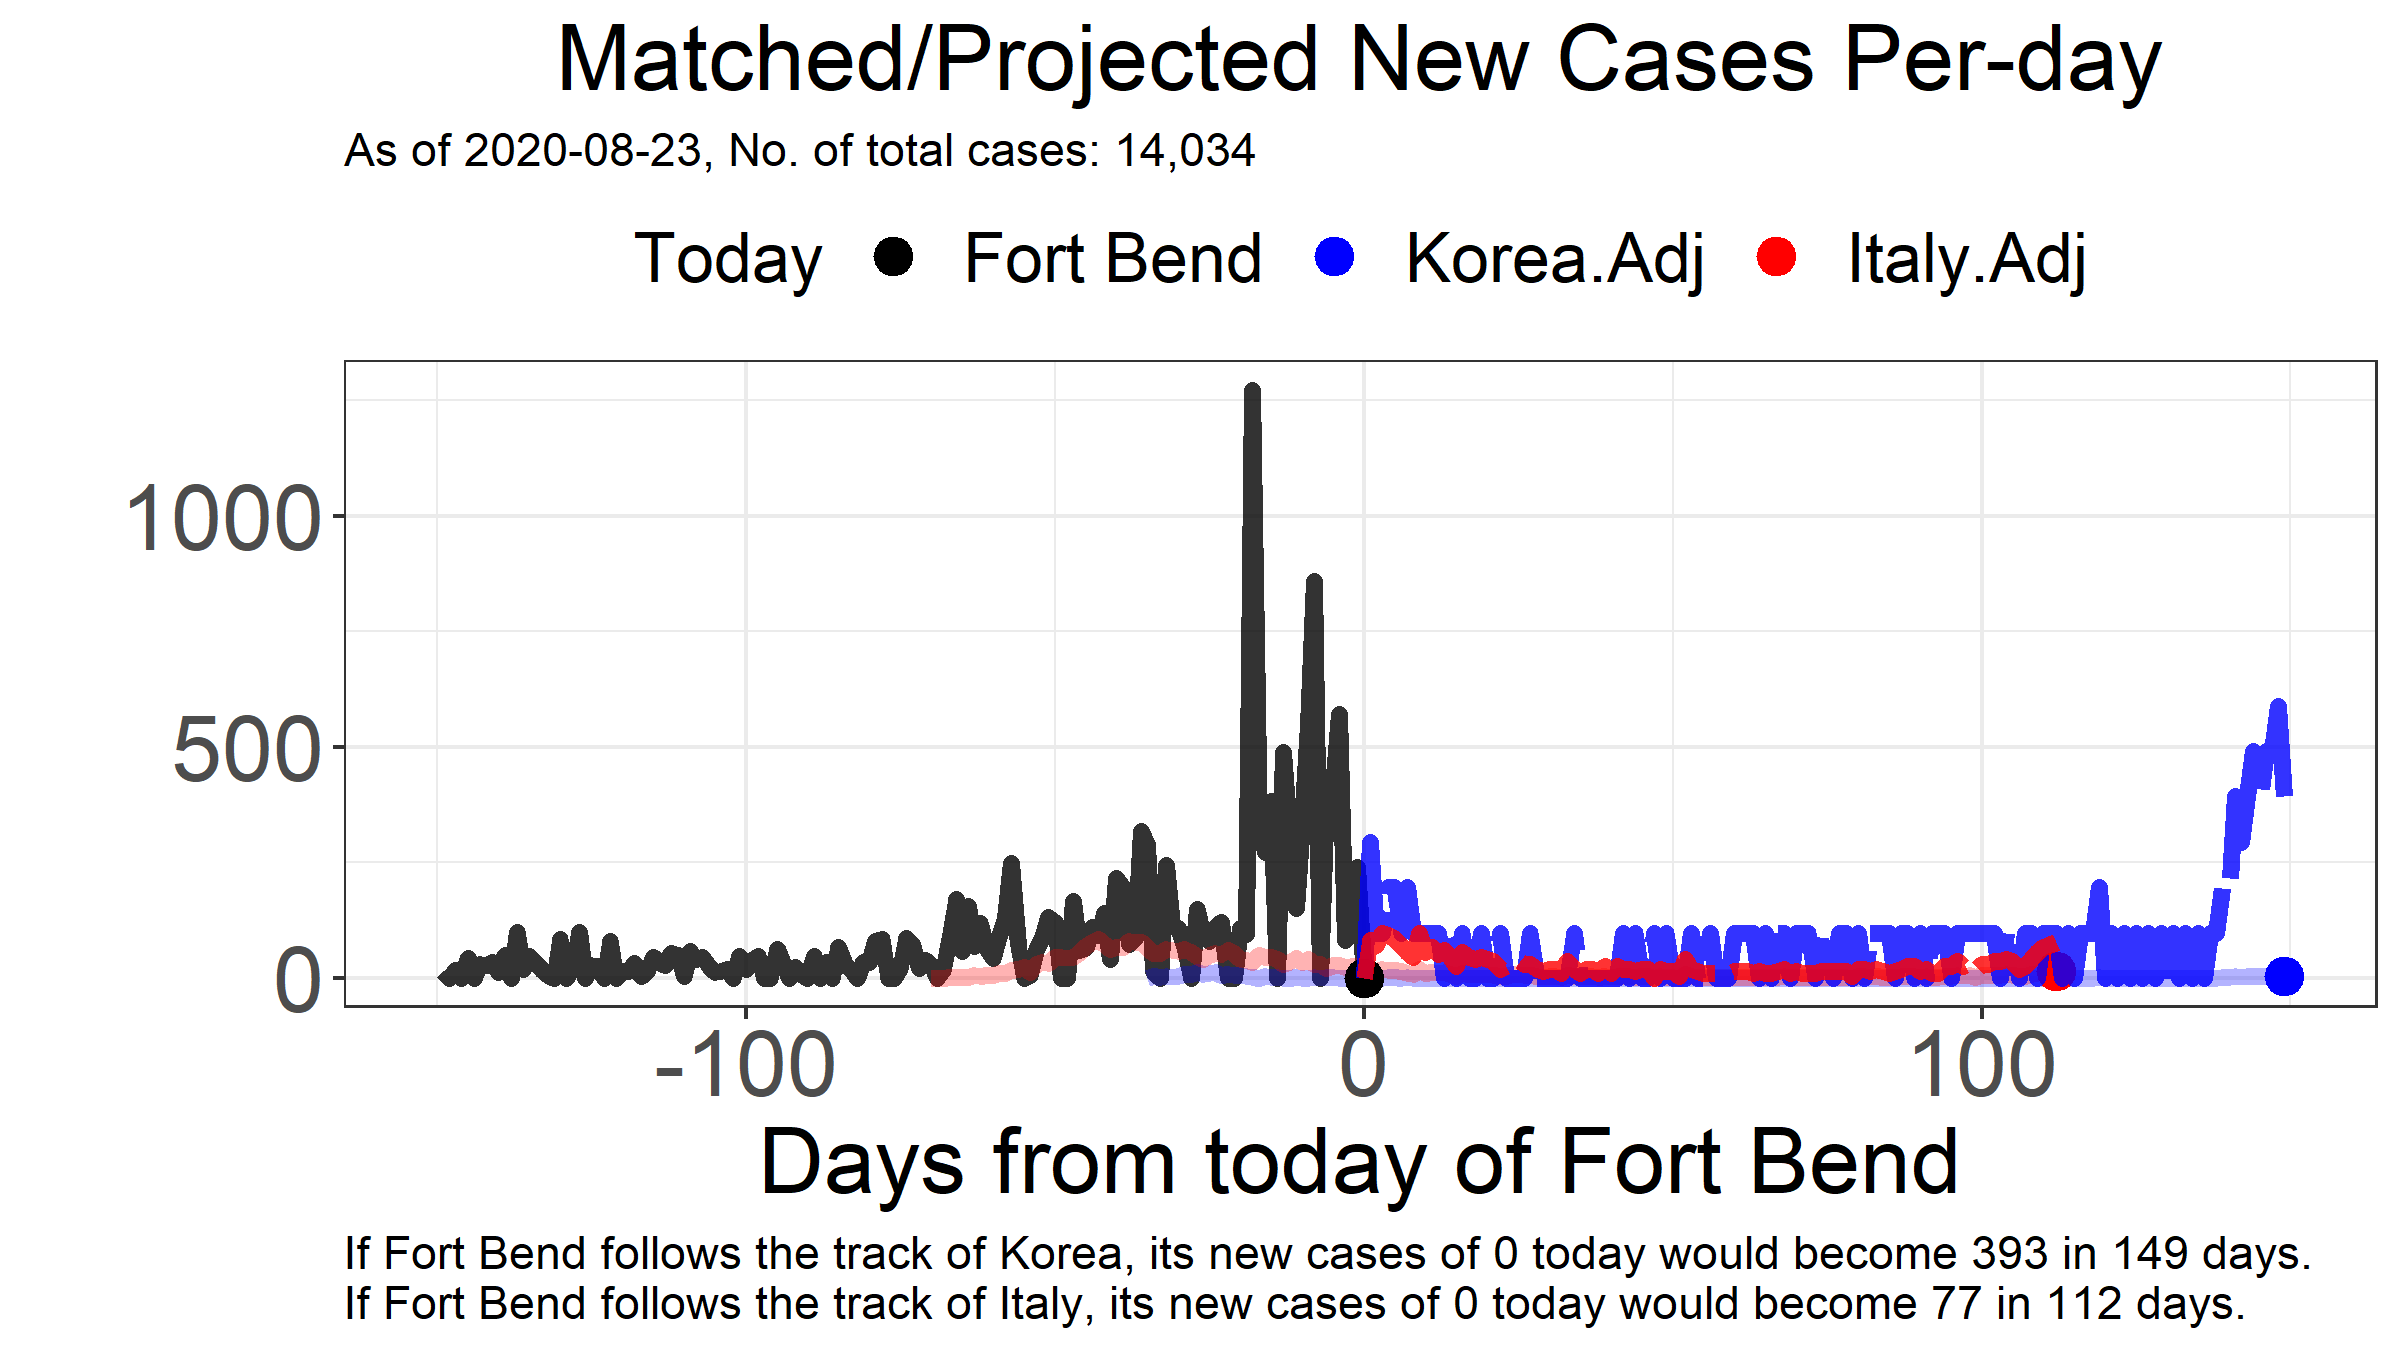 Matched/Projected New Cases Per-day
As of 2020-08-23, No. of total cases: 14,034
Today Fort Bend Korea.Adj Italy.Adj
1000
500
0
-100 0 100
Days from today of Fort Bend
If Fort Bend follows the track of Korea, its new cases of 0 today would become 393 in 149 days.
If Fort Bend follows the track of Italy, its new cases of 0 today would become 77 in 112 days.